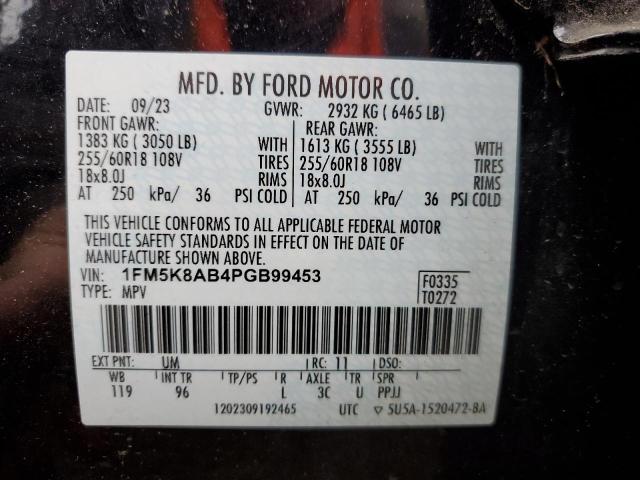 MFD. BY FORD MOTOR CO.
DATE: 09/23 GVWR: 2932 KG ( 6465 LB)
FRONT GAWR: REAR GAWR:
1383 KG ( 3050 LB) WITH 1613 KG ( 3555 LB) WITH
255/60R18 108V TIRES 255/60R18 108V TIRES
18x8.0J RIMS 18x8.0J RIMS
AT 250 kPa/ 36 PSI COLD AT 250 kPa/ 36 PSI COLD
THIS VEHICLE CONFORMS TO ALL APPLICABLE FEDERAL MOTOR
VEHICLE SAFETY STANDARDS IN EFFECT ON THE DATE OF
MANUFACTURE SHOWN ABOVE.
VIN: 1FM5K8AB4PGB99453 F0335
TYPE: MPV T0272
EXT PNT: UM RC: 11 DSO:
WB INT TR TP/PS R AXLE TR SPR
119 96 L 3C U PPJJ
1202309192465 UTC ▽ 5U5A-1520472-BA